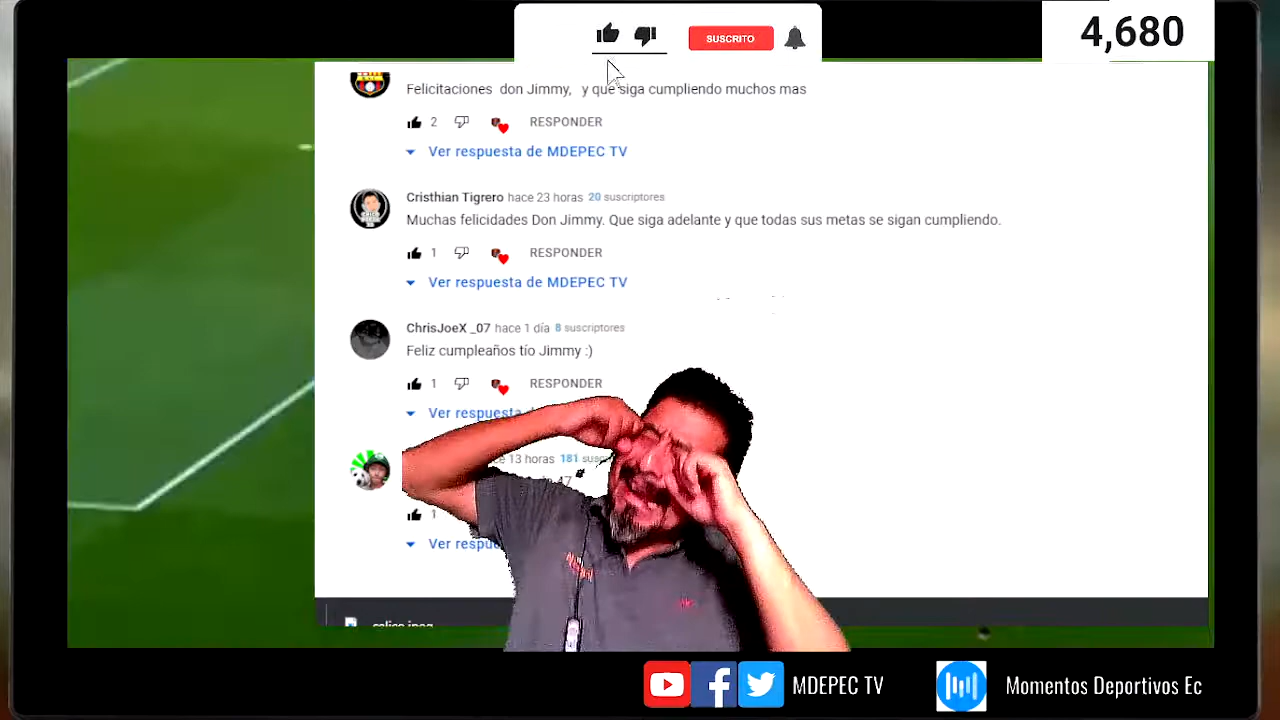 SUSCRITO
4,680
Felicitaciones don Jimmy, y que siga cumpliendo muchos mas
2 RESPONDER
Ver respuesta de MDEPEC TV
Cristhian Tigrero hace 23 horas 20 suscriptores
Muchas felicidades Don Jimmy. Que siga adelante y que todas sus metas se sigan cumpliendo.
1 RESPONDER
Ver respuesta de MDEPEC TV
ChrisJoeX _07 hace 1 día 8 suscriptores
Feliz cumpleaños tío Jimmy :)
1 RESPONDER
Ver respuesta
13 horas 181
47
1
Ver
MDEPEC TV
Momentos Deportivos Ec